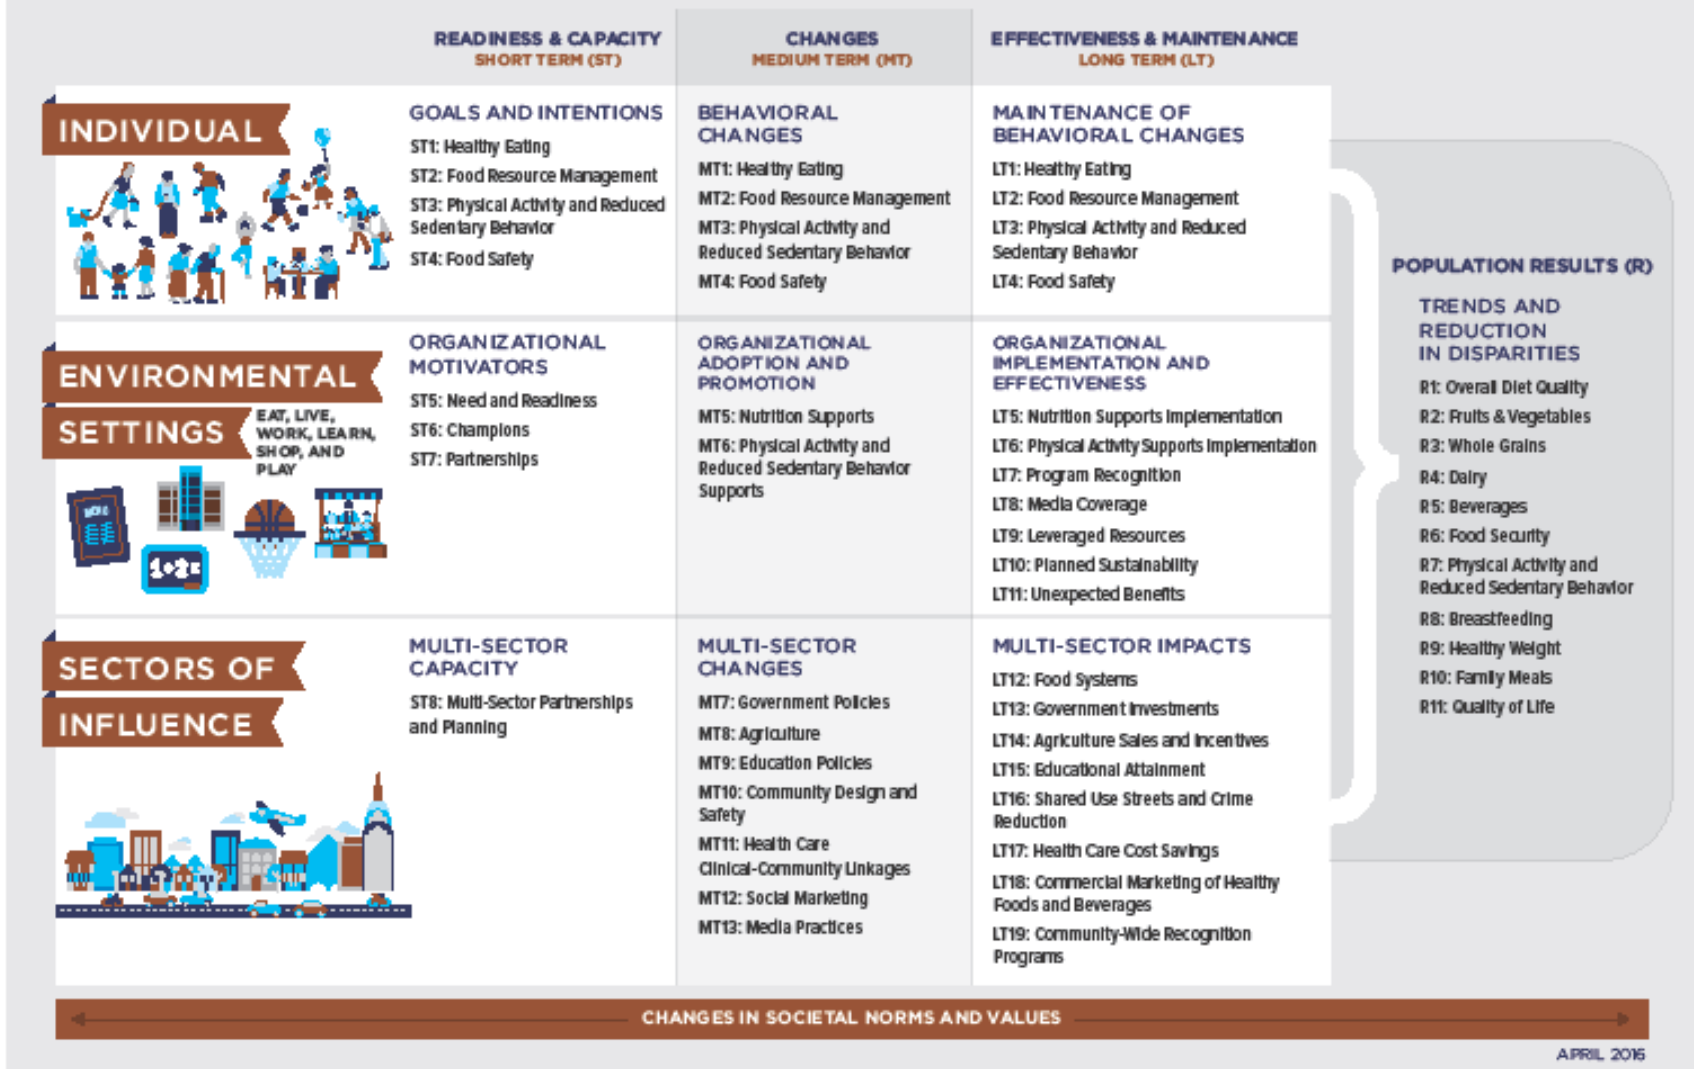 READINESS & CAPACITY
SHORT TERM (ST)
CHANGES
MEDIUM TERM (MT)
EFFECTIVENESS & MAINTENANCE
LONG TERM (LT)
INDIVIDUAL
GOALS AND INTENTIONS
ST1: Healthy Eating
ST2: Food Resource Management
ST3: Physical Activity and Reduced
Sedentary Behavior
ST4: Food Safety
BEHAVIORAL
CHANGES
MT1: Healthy Eating
MT2: Food Resource Management
MT3: Physical Activity and
Reduced Sedentary Behavior
MT4: Food Safety
MAINTENANCE OF
BEHAVIORAL CHANGES
LT1: Healthy Eating
LT2: Food Resource Management
LT3: Physical Activity and Reduced
Sedentary Behavior
LT4: Food Safety
ENVIRONMENTAL
SETTINGS
EAT, LIVE,
WORK, LEARN,
SHOP, AND
PLAY
MENU
1+2=
ORGANIZATIONAL
MOTIVATORS
ST5: Need and Readiness
ST6: Champions
ST7: Partnerships
ORGANIZATIONAL
ADOPTION AND
PROMOTION
MT5: Nutrition Supports
MT6: Physical Activity and
Reduced Sedentary Behavior
Supports
ORGANIZATIONAL
IMPLEMENTATION AND
EFFECTIVENESS
LT5: Nutrition Supports Implementation
LT6: Physical Activity Supports Implementation
LT7: Program Recognition
LT8: Media Coverage
LT9: Leveraged Resources
LT10: Planned Sustainability
LT11: Unexpected Benefits
SECTORS OF
INFLUENCE
MULTI-SECTOR
CAPACITY
ST8: Multi-Sector Partnerships
and Planning
MULTI-SECTOR
CHANGES
MT7: Government Policies
MT8: Agriculture
MT9: Education Policies
MT10: Community Design and
Safety
MT11: Health Care
Clinical-Community Linkages
MT12: Social Marketing
MT13: Media Practices
MULTI-SECTOR IMPACTS
LT12: Food Systems
LT13: Government Investments
LT14: Agriculture Sales and Incentives
LT15: Educational Attainment
LT16: Shared Use Streets and Crime
Reduction
LT17: Health Care Cost Savings
LT18: Commercial Marketing of Healthy
Foods and Beverages
LT19: Community-Wide Recognition
Programs
POPULATION RESULTS (R)
TRENDS AND
REDUCTION
IN DISPARITIES
R1: Overall Diet Quality
R2: Fruits & Vegetables
R3: Whole Grains
R4: Dairy
R5: Beverages
R6: Food Security
R7: Physical Activity and
Reduced Sedentary Behavior
R8: Breastfeeding
R9: Healthy Weight
R10: Family Meals
R11: Quality of Life
CHANGES IN SOCIETAL NORMS AND VALUES
APRIL 2016